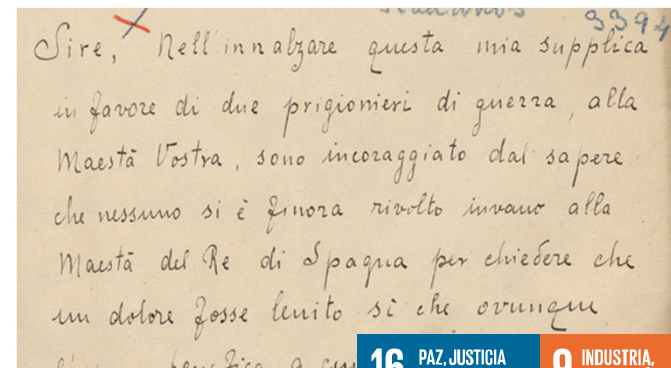 3394
Sire, Nell'innalzare questa mia supplica
in favore di due prigionieri di guerra, alla
Maestà Vostra, sono incoraggiato dal sapere
che nessuno si è finora rivolto invano alla
Maestà del Re di Spagna per chiedere che
un dolore fosse lenito sì che ovunque
16 PAZ, JUSTICIA
9 INDUSTRIA,